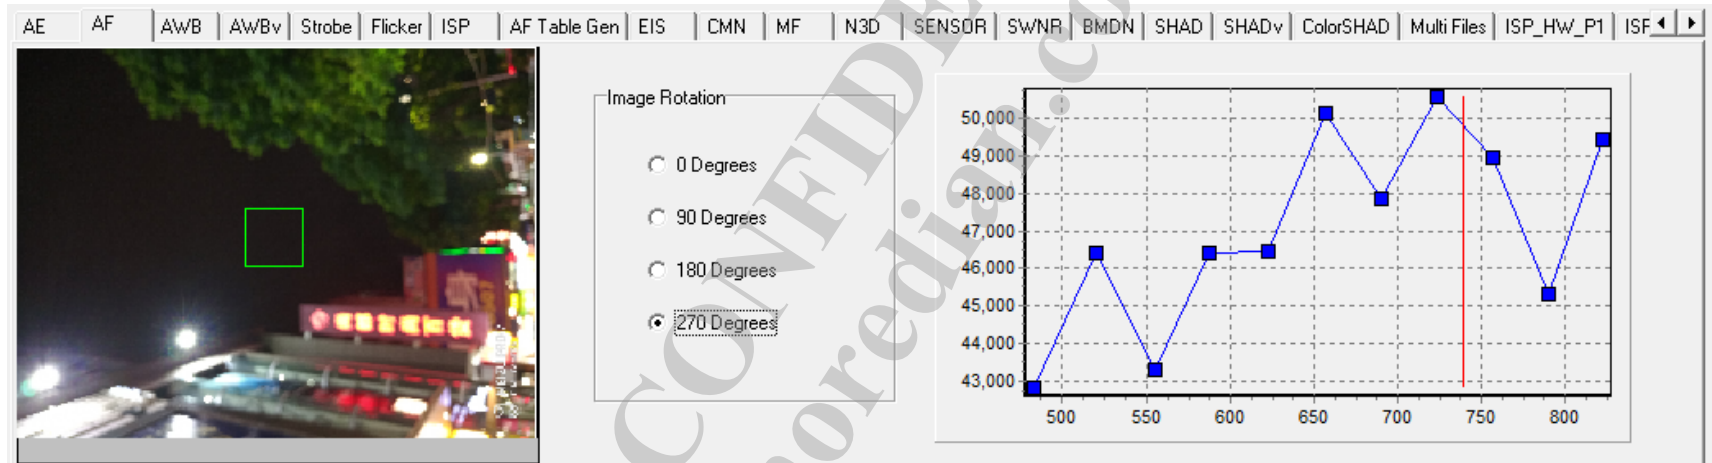 AE AF AWB AWBv Strobe Flicker ISP AF Table Gen EIS CMN MF N3D SENSOR SWNR BMDN SHAD SHADv ColorSHAD Multi Files ISP_HW_P1 ISF
Image Rotation
0 Degrees
90 Degrees
180 Degrees
270 Degrees
50,000
49,000
48,000
47,000
46,000
45,000
44,000
43,000
500 550 600 650 700 750 800